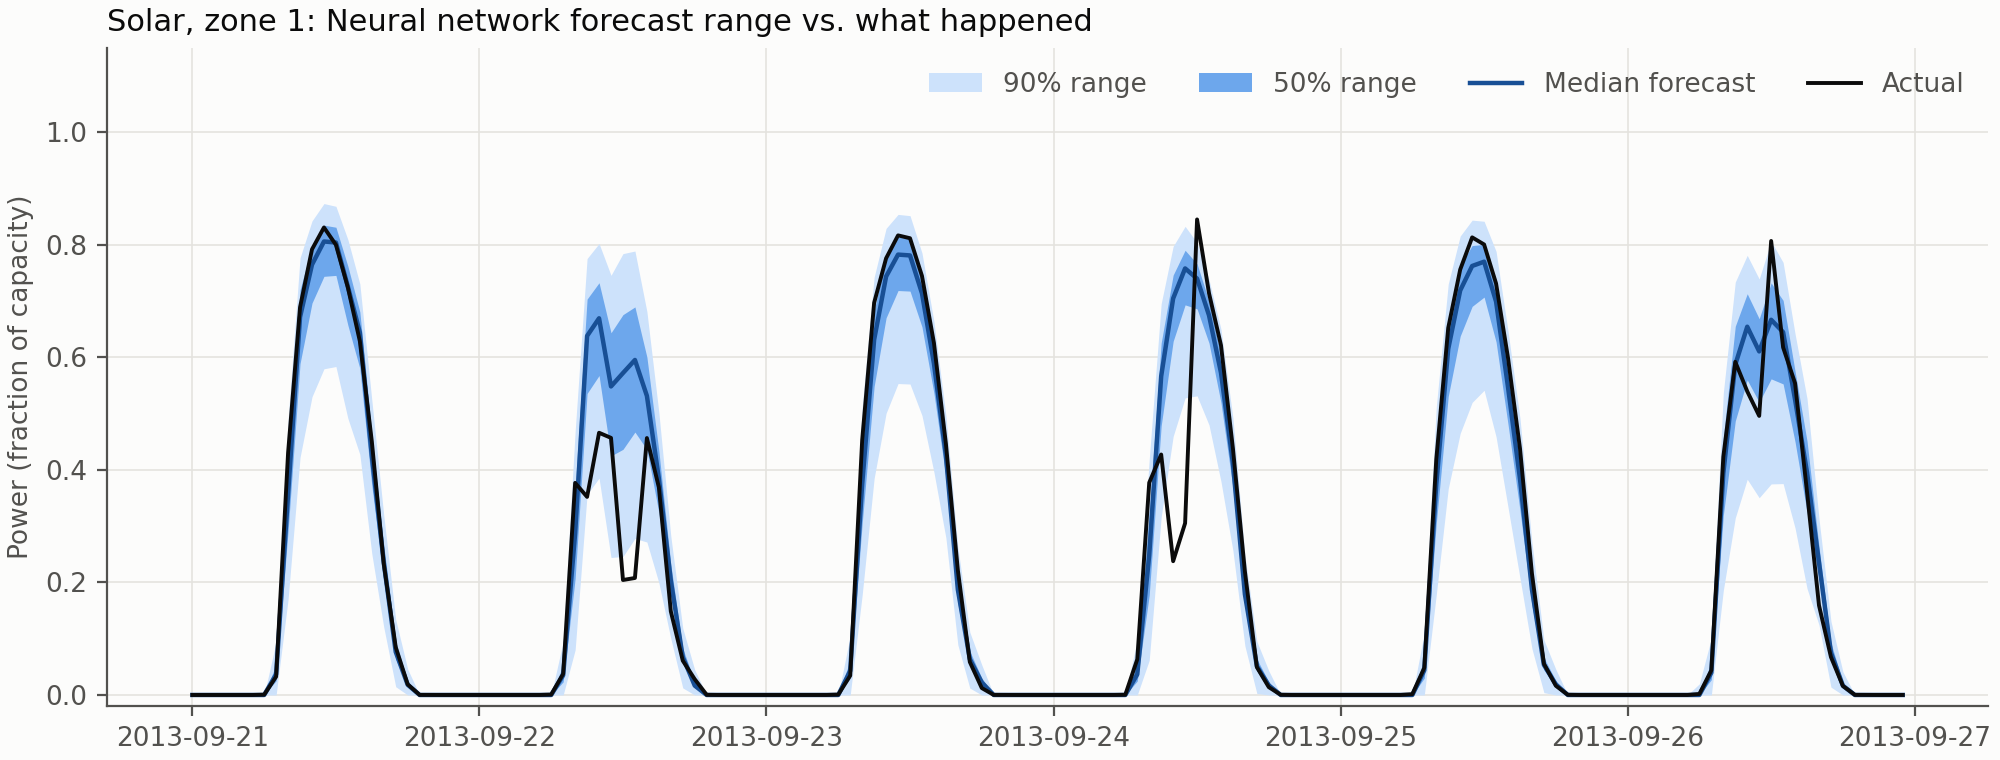 Solar, zone 1: Neural network forecast range vs. what happened
90% range 50% range Median forecast Actual
Power (fraction of capacity)
1.0
0.8
0.6
0.4
0.2
0.0
2013-09-21 2013-09-22 2013-09-23 2013-09-24 2013-09-25 2013-09-26 2013-09-27